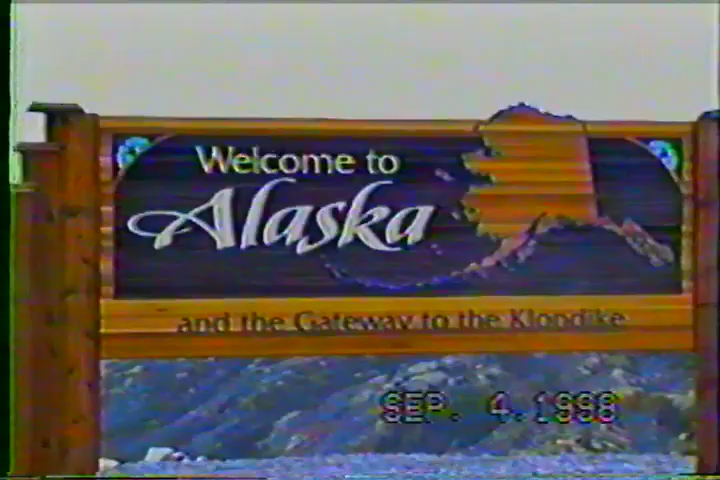 Welcome to
Alaska
and the Gateway to the Klondike
SEP. 4.1998